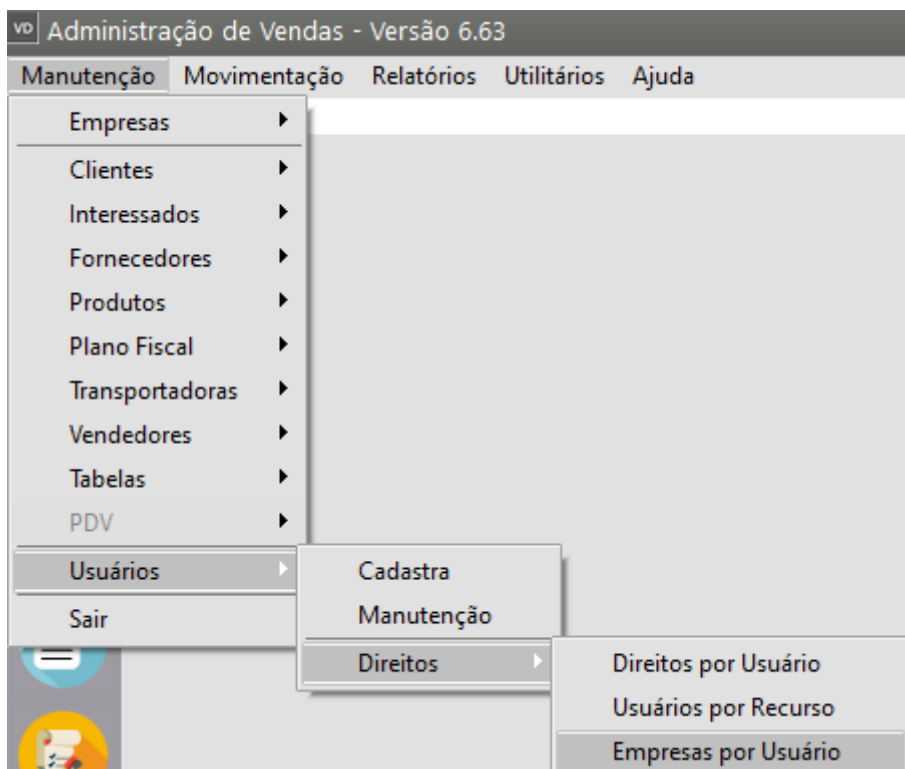 VD Administração de Vendas - Versão 6.63
Manutenção Movimentação Relatórios Utilitários Ajuda
Empresas
Clientes
Interessados
Fornecedores
Produtos
Plano Fiscal
Transportadoras
Vendedores
Tabelas
PDV
Usuários
Sair
Cadastra
Manutenção
Direitos
Direitos por Usuário
Usuários por Recurso
Empresas por Usuário